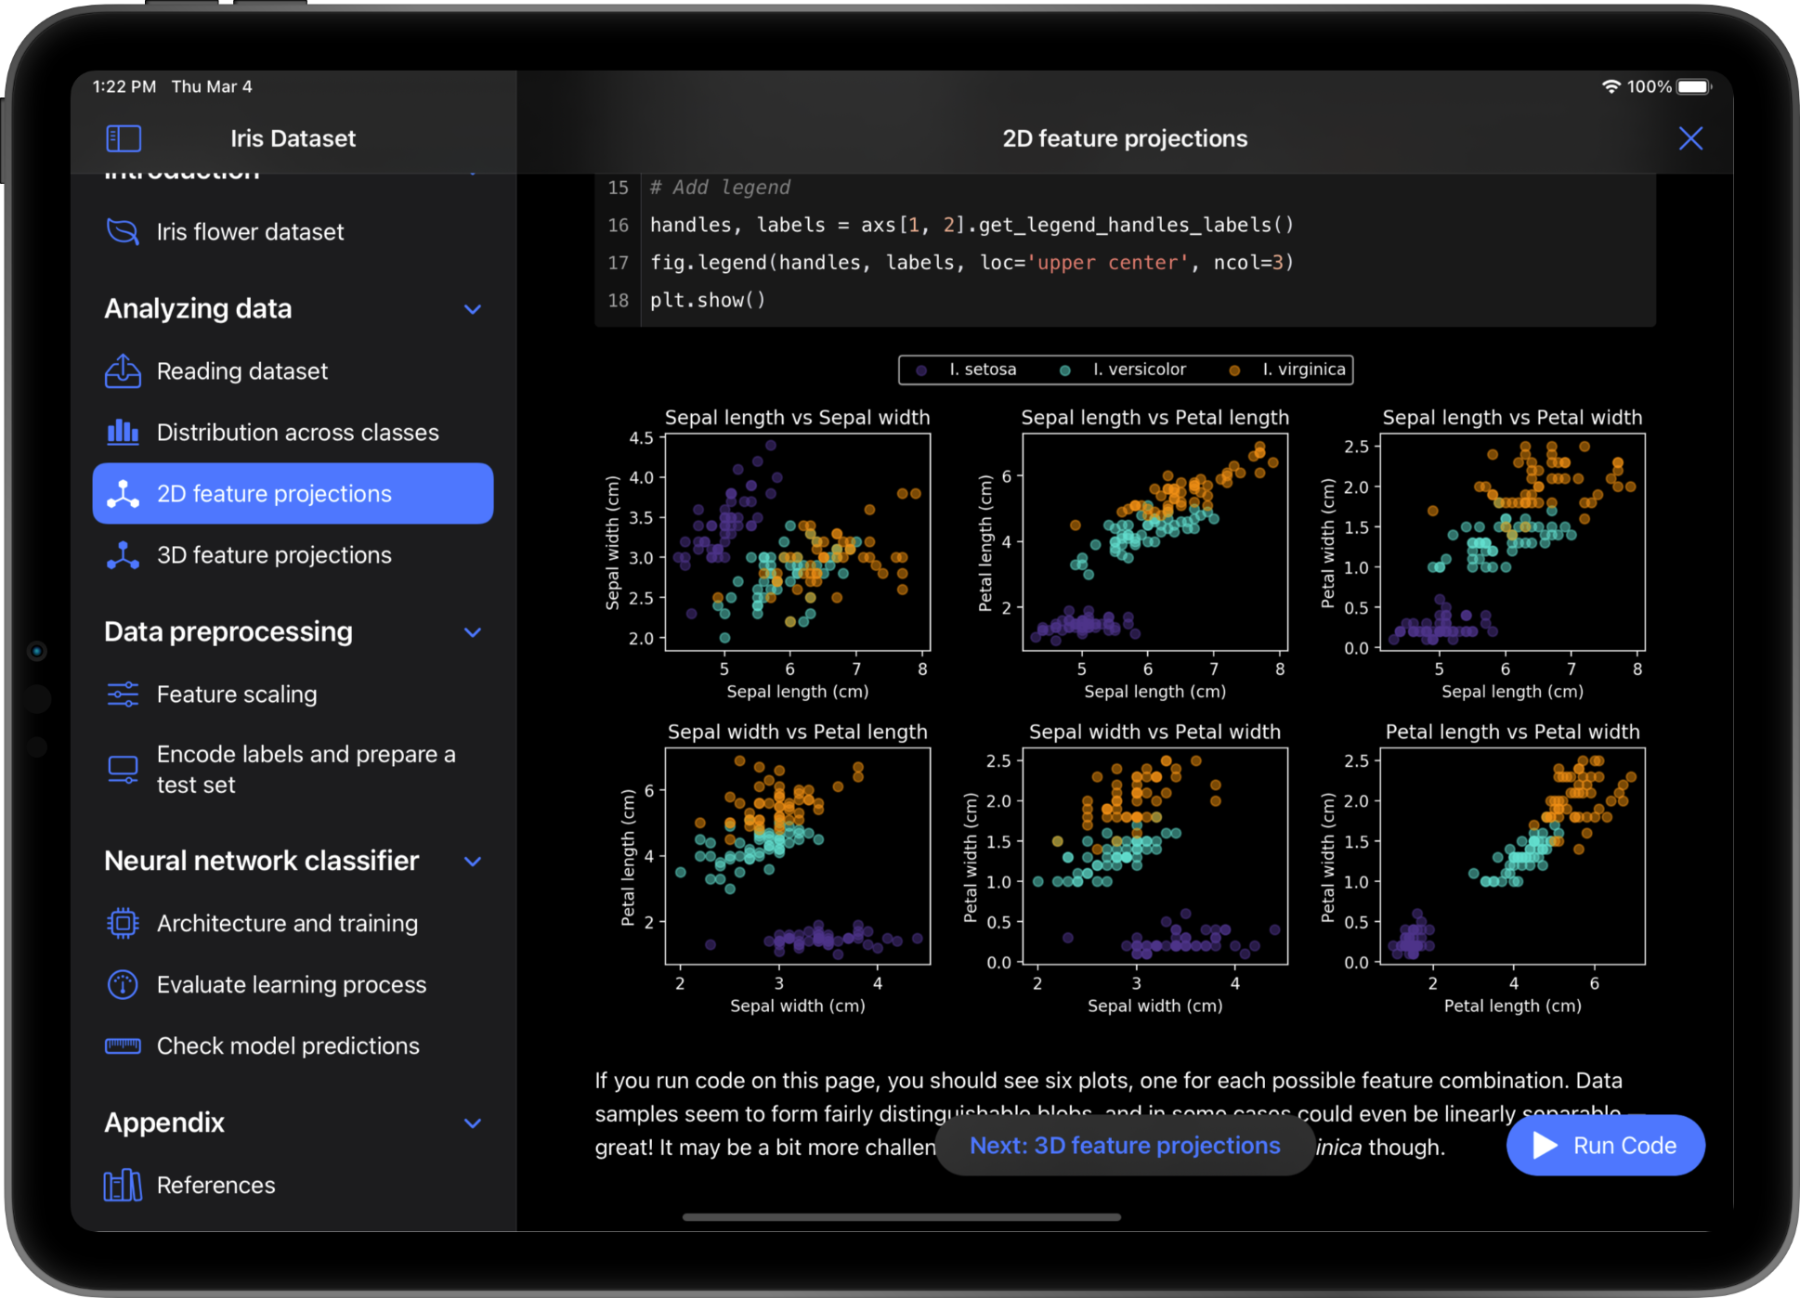 1:22 PM Thu Mar 4
100%
Iris Dataset
2D feature projections
Introduction
Iris flower dataset
Analyzing data
Reading dataset
Distribution across classes
2D feature projections
3D feature projections
Data preprocessing
Feature scaling
Encode labels and prepare a
test set
Neural network classifier
Architecture and training
Evaluate learning process
Check model predictions
Appendix
References
15 # Add legend
16 handles, labels = axs[1, 2].get_legend_handles_labels()
17 fig.legend(handles, labels, loc='upper center', ncol=3)
18 plt.show()
I. setosa I. versicolor I. virginica
Sepal length vs Sepal width
Sepal width (cm)
4.5
4.0
3.5
3.0
2.5
2.0
5 6 7 8
Sepal length (cm)
Sepal length vs Petal length
Petal length (cm)
6
4
2
5 6 7 8
Sepal length (cm)
Sepal length vs Petal width
Petal width (cm)
2.5
2.0
1.5
1.0
0.5
0.0
5 6 7 8
Sepal length (cm)
Sepal width vs Petal length
Petal length (cm)
6
4
2
2 3 4
Sepal width (cm)
Sepal width vs Petal width
Petal width (cm)
2.5
2.0
1.5
1.0
0.5
0.0
2 3 4
Sepal width (cm)
Petal length vs Petal width
Petal width (cm)
2.5
2.0
1.5
1.0
0.5
0.0
2 4 6
Petal length (cm)
If you run code on this page, you should see six plots, one for each possible feature combination. Data
samples seem to form fairly distinguishable blobs, and in some cases could even be linearly separable —
great! It may be a bit more challen inica though.
Next: 3D feature projections
Run Code